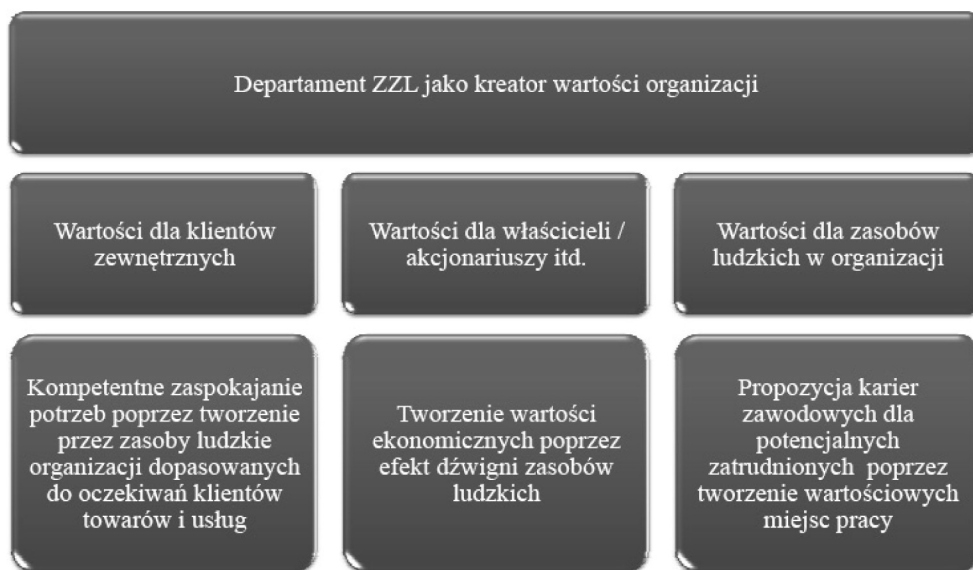 Departament ZZL jako kreator wartości organizacji
Wartości dla klientów
zewnętrznych
Wartości dla właścicieli /
akcjonariuszy itd.
Wartości dla zasobów
ludzkich w organizacji
Kompetentne zaspokajanie
potrzeb poprzez tworzenie
przez zasoby ludzkie
organizacji dopasowanych
do oczekiwań klientów
towarów i usług
Tworzenie wartości
ekonomicznych poprzez
efekt dźwigni zasobów
ludzkich
Propozycja karier
zawodowych dla
potencjalnych
zatrudnionych poprzez
tworzenie wartościowych
miejsc pracy